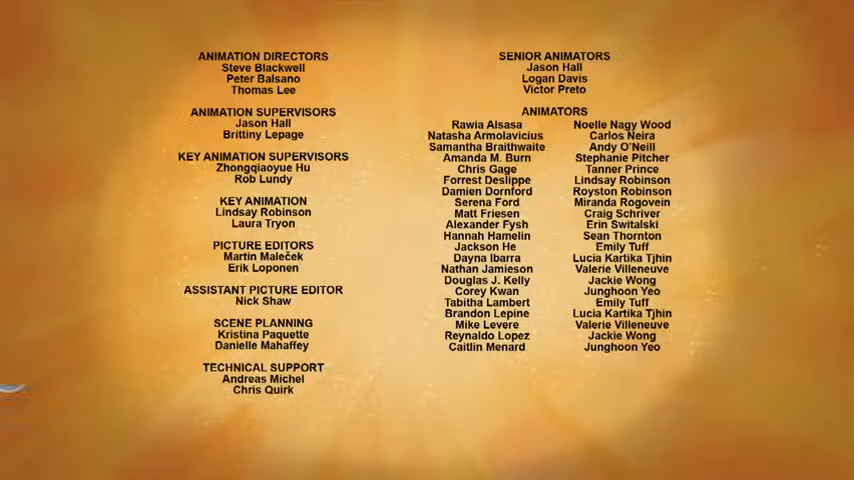 ANIMATION DIRECTORS
Steve Blackwell
Peter Balsano
Thomas Lee
ANIMATION SUPERVISORS
Jason Hall
Brittiny Lepage
KEY ANIMATION SUPERVISORS
Zhongqiaoyue Hu
Rob Lundy
KEY ANIMATION
Lindsay Robinson
Laura Tryon
PICTURE EDITORS
Martin Maleček
Erik Loponen
ASSISTANT PICTURE EDITOR
Nick Shaw
SCENE PLANNING
Kristina Paquette
Danielle Mahaffey
TECHNICAL SUPPORT
Andreas Michel
Chris Quirk
SENIOR ANIMATORS
Jason Hall
Logan Davis
Victor Preto
ANIMATORS
Rawia Alsasa
Natasha Armolavicius
Samantha Braithwaite
Amanda M. Burn
Chris Gage
Forrest Deslippe
Damien Dornford
Serena Ford
Matt Friesen
Alexander Fysh
Hannah Hamelin
Jackson He
Dayna Ibarra
Nathan Jamieson
Douglas J. Kelly
Corey Kwan
Tabitha Lambert
Brandon Lepine
Mike Levere
Reynaldo Lopez
Caitlin Menard
Noelle Nagy Wood
Carlos Neira
Andy O'Neill
Stephanie Pitcher
Tanner Prince
Lindsay Robinson
Royston Robinson
Miranda Rogovein
Craig Schriver
Erin Switalski
Sean Thornton
Emily Tuff
Lucia Kartika Tjhin
Valerie Villeneuve
Jackie Wong
Junghoon Yeo
Emily Tuff
Lucia Kartika Tjhin
Valerie Villeneuve
Jackie Wong
Junghoon Yeo